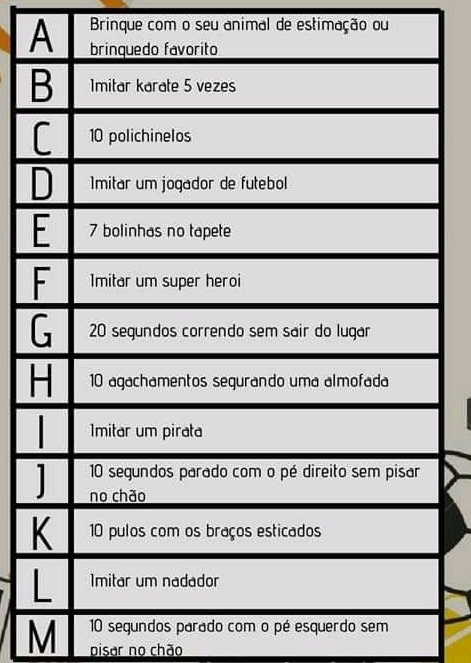 A
Brinque com o seu animal de estimação ou
brinquedo favorito
B
Imitar karate 5 vezes
C
10 polichinelos
D
Imitar um jogador de futebol
E
7 bolinhas no tapete
F
Imitar um super heroi
G
20 segundos correndo sem sair do lugar
H
10 agachamentos segurando uma almofada
I
Imitar um pirata
J
10 segundos parado com o pé direito sem pisar
no chão
K
10 pulos com os braços esticados
L
Imitar um nadador
M
10 segundos parado com o pé esquerdo sem
pisar no chão